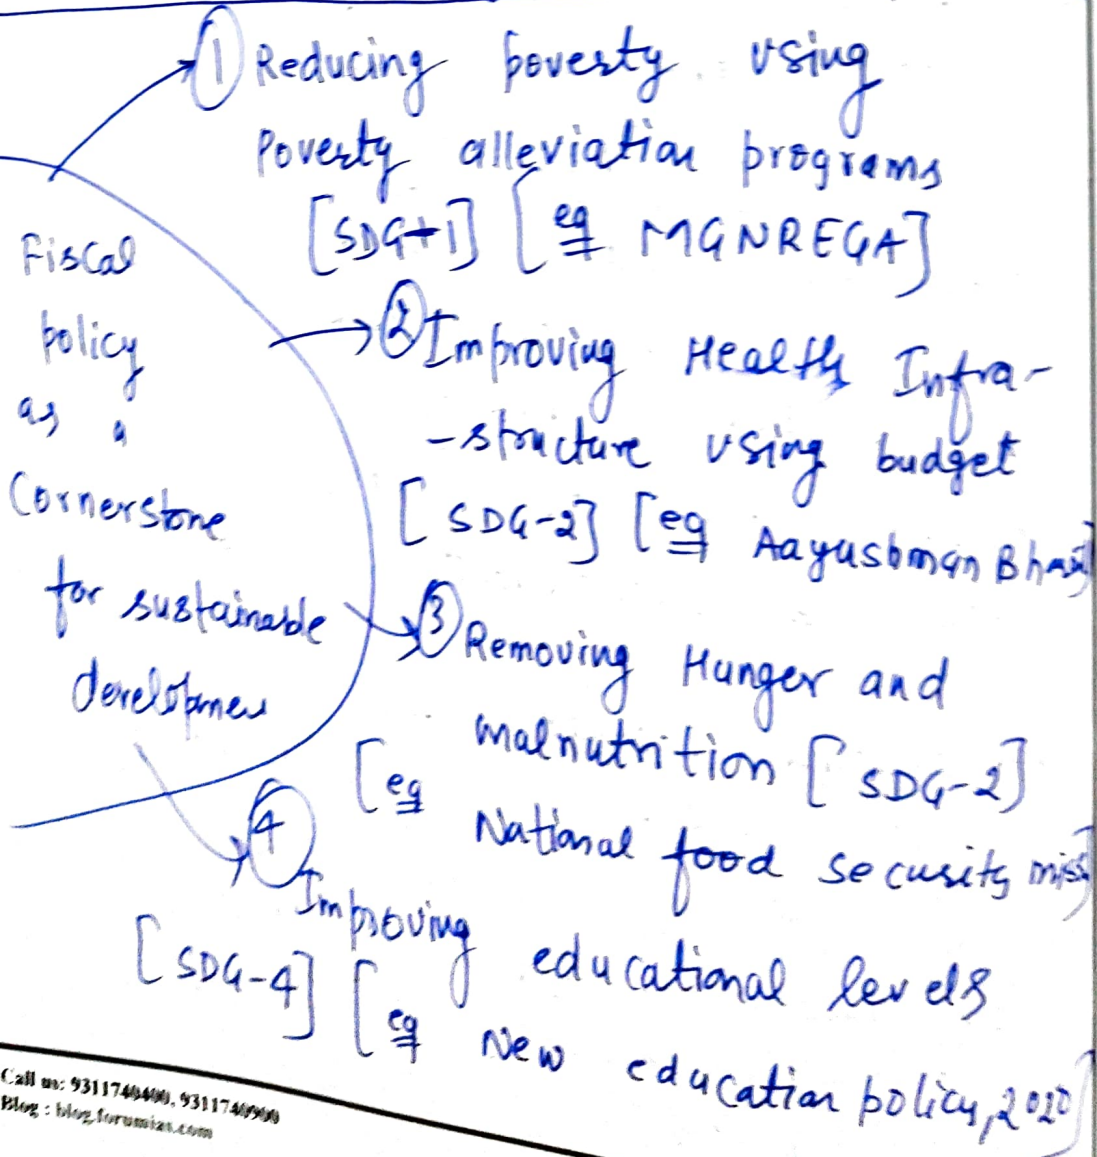 ① Reducing poverty using
Poverty alleviation programs
[SDG-1] [eg MGNREGA]
Fiscal
policy
as a
Cornerstone
for sustainable
developmen
② Improving Health Infra-
-structure using budget
[SDG-2] [eg Aayushman Bharat]
③ Removing Hunger and
malnutrition [SDG-2]
[eg National food security miss]
④ Improving educational levels
[SDG-4] [eg New education policy, 2020]
Call us: 9311740400, 9311740900
Blog : blog.forumias.com